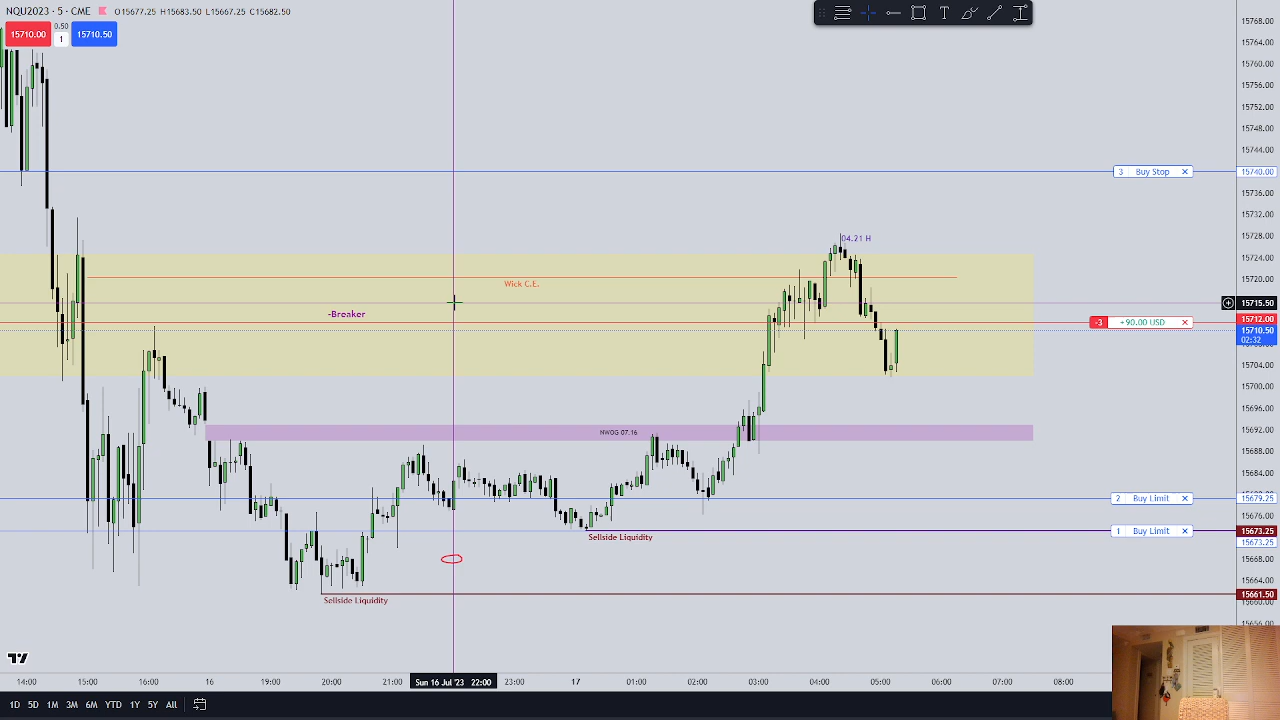 NQU2023 · 5 · CME O15677.25 H15683.50 L15667.25 C15682.50
15710.00 0.50 1 15710.50
15768.00
15764.00
15760.00
15756.00
15752.00
15748.00
15744.00
3 Buy Stop 15740.00
15736.00
15732.00
04.21 H 15728.00
15724.00
Wick C.E. 15720.00
15715.50
-Breaker
-3 +90.00 USD 15712.00
15710.50
02:32
15704.00
15700.00
15696.00
NWOG 07.16 15692.00
15688.00
15684.00
2 Buy Limit 15679.25
15676.00
1 Buy Limit 15673.25
Sellside Liquidity 15673.25
15668.00
15664.00
15661.50
Sellside Liquidity 15660.00
15656.00
14:00 15:00 16:00 16 19:00 20:00 21:00 Sun 16 Jul '23 22:00 23:00 17 01:00 02:00 03:00 04:00 05:00 06:00 07:00 08:00
1D 5D 1M 3M 6M YTD 1Y 5Y All